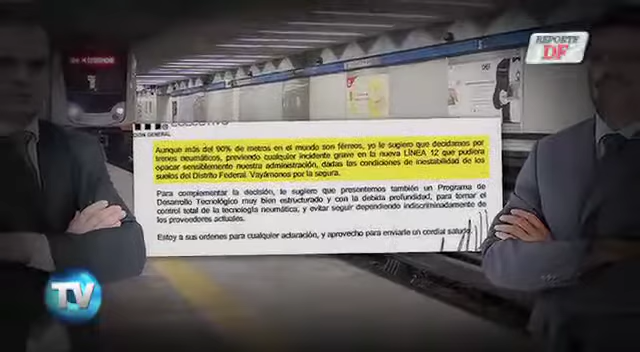 REPORTE
DF
CIÓN GENERAL
Aunque más del 90% de metros en el mundo son férreos, yo le sugiero que decidamos por
trenes neumáticos, previendo cualquier incidente grave en la nueva LÍNEA 12 que pudiera
opacar sensiblemente nuestra administración, dadas las condiciones de inestabilidad de los
suelos del Distrito Federal. Vayámonos por la segura.
Para complementar la decisión, le sugiero que presentemos también un Programa de
Desarrollo Tecnológico muy bien estructurado y con la debida profundidad, para tomar el
control total de la tecnología neumática, y evitar seguir dependiendo indiscriminadamente de
los proveedores actuales.
Estoy a sus ordenes para cualquier aclaración, y aprovecho para enviarle un cordial saludo.
TV